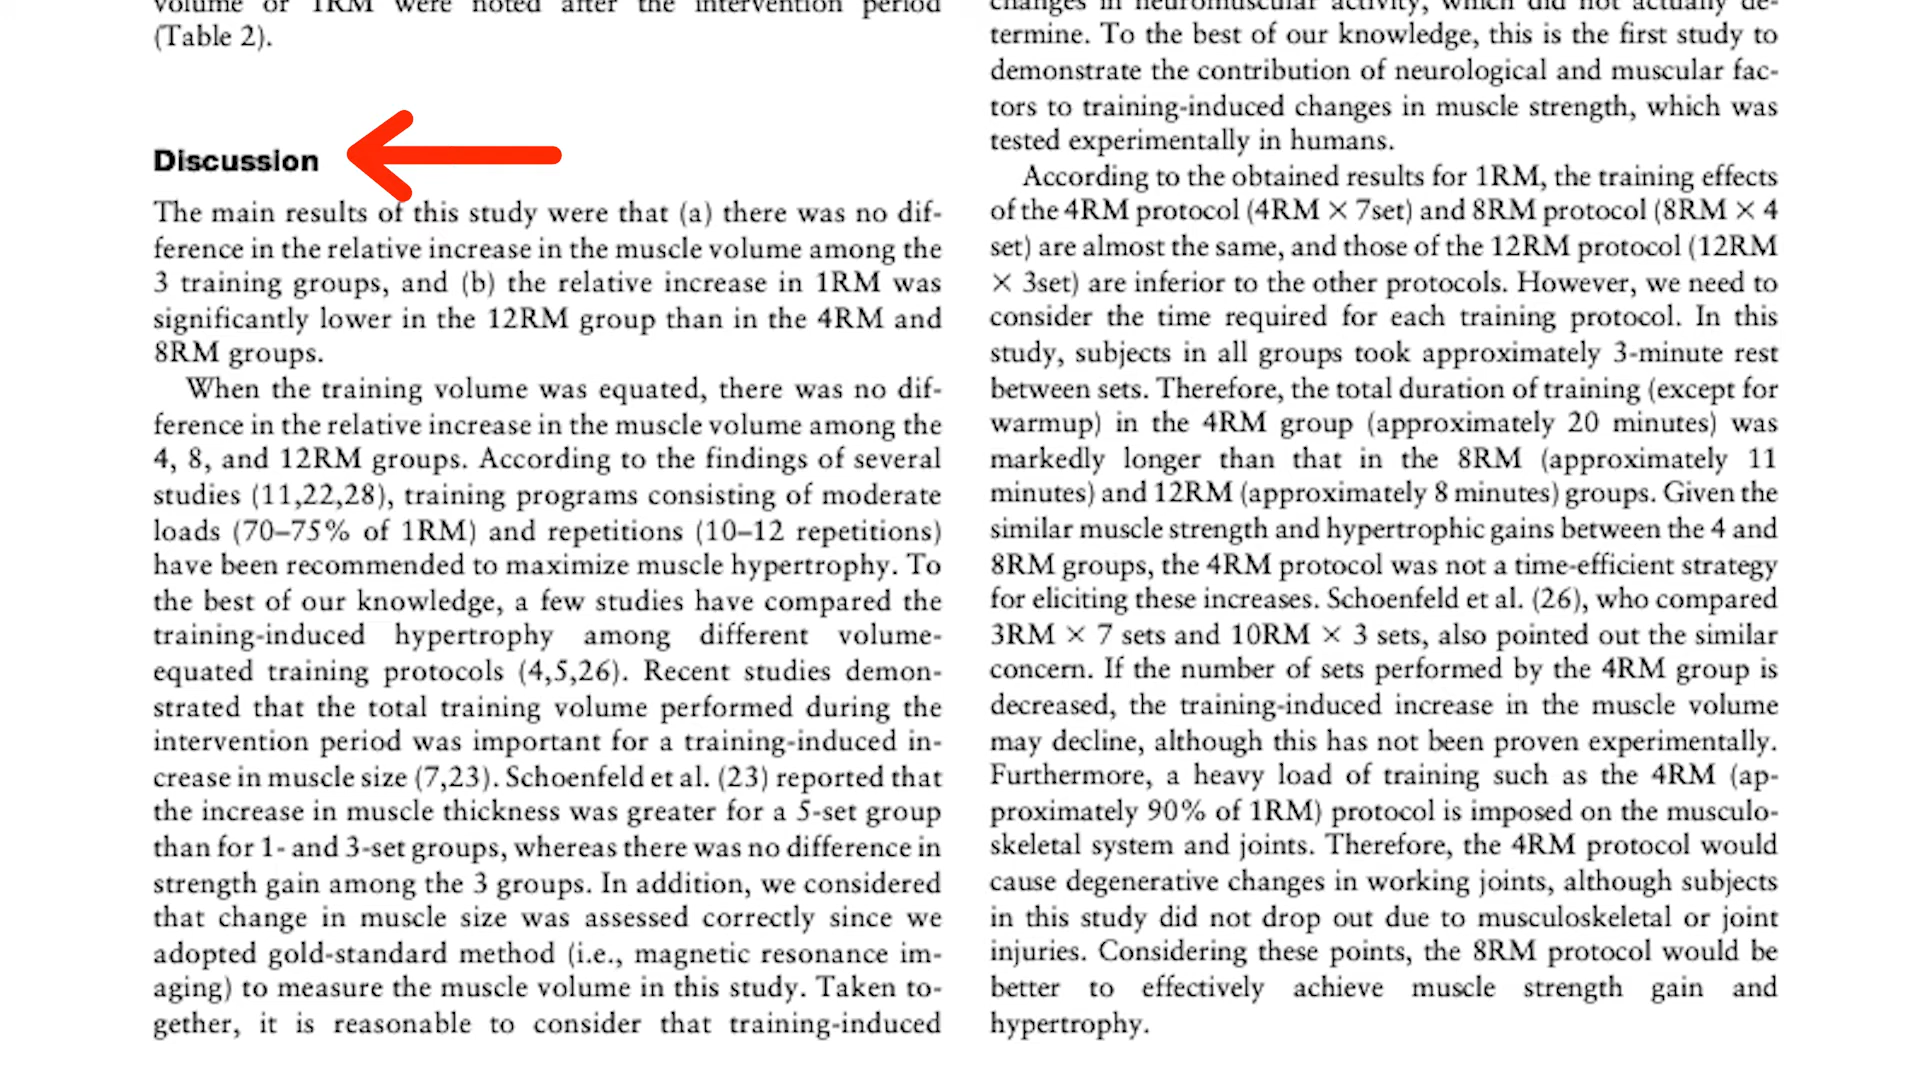 volume or 1RM were noted after the intervention period
(Table 2).
Discussion
The main results of this study were that (a) there was no dif-
ference in the relative increase in the muscle volume among the
3 training groups, and (b) the relative increase in 1RM was
significantly lower in the 12RM group than in the 4RM and
8RM groups.
When the training volume was equated, there was no dif-
ference in the relative increase in the muscle volume among the
4, 8, and 12RM groups. According to the findings of several
studies (11,22,28), training programs consisting of moderate
loads (70–75% of 1RM) and repetitions (10–12 repetitions)
have been recommended to maximize muscle hypertrophy. To
the best of our knowledge, a few studies have compared the
training-induced hypertrophy among different volume-
equated training protocols (4,5,26). Recent studies demon-
strated that the total training volume performed during the
intervention period was important for a training-induced in-
crease in muscle size (7,23). Schoenfeld et al. (23) reported that
the increase in muscle thickness was greater for a 5-set group
than for 1- and 3-set groups, whereas there was no difference in
strength gain among the 3 groups. In addition, we considered
that change in muscle size was assessed correctly since we
adopted gold-standard method (i.e., magnetic resonance im-
aging) to measure the muscle volume in this study. Taken to-
gether, it is reasonable to consider that training-induced
changes in neuromuscular activity, which did not actually de-
termine. To the best of our knowledge, this is the first study to
demonstrate the contribution of neurological and muscular fac-
tors to training-induced changes in muscle strength, which was
tested experimentally in humans.
According to the obtained results for 1RM, the training effects
of the 4RM protocol (4RM × 7set) and 8RM protocol (8RM × 4
set) are almost the same, and those of the 12RM protocol (12RM
× 3set) are inferior to the other protocols. However, we need to
consider the time required for each training protocol. In this
study, subjects in all groups took approximately 3-minute rest
between sets. Therefore, the total duration of training (except for
warmup) in the 4RM group (approximately 20 minutes) was
markedly longer than that in the 8RM (approximately 11
minutes) and 12RM (approximately 8 minutes) groups. Given the
similar muscle strength and hypertrophic gains between the 4 and
8RM groups, the 4RM protocol was not a time-efficient strategy
for eliciting these increases. Schoenfeld et al. (26), who compared
3RM × 7 sets and 10RM × 3 sets, also pointed out the similar
concern. If the number of sets performed by the 4RM group is
decreased, the training-induced increase in the muscle volume
may decline, although this has not been proven experimentally.
Furthermore, a heavy load of training such as the 4RM (ap-
proximately 90% of 1RM) protocol is imposed on the musculo-
skeletal system and joints. Therefore, the 4RM protocol would
cause degenerative changes in working joints, although subjects
in this study did not drop out due to musculoskeletal or joint
injuries. Considering these points, the 8RM protocol would be
better to effectively achieve muscle strength gain and
hypertrophy.